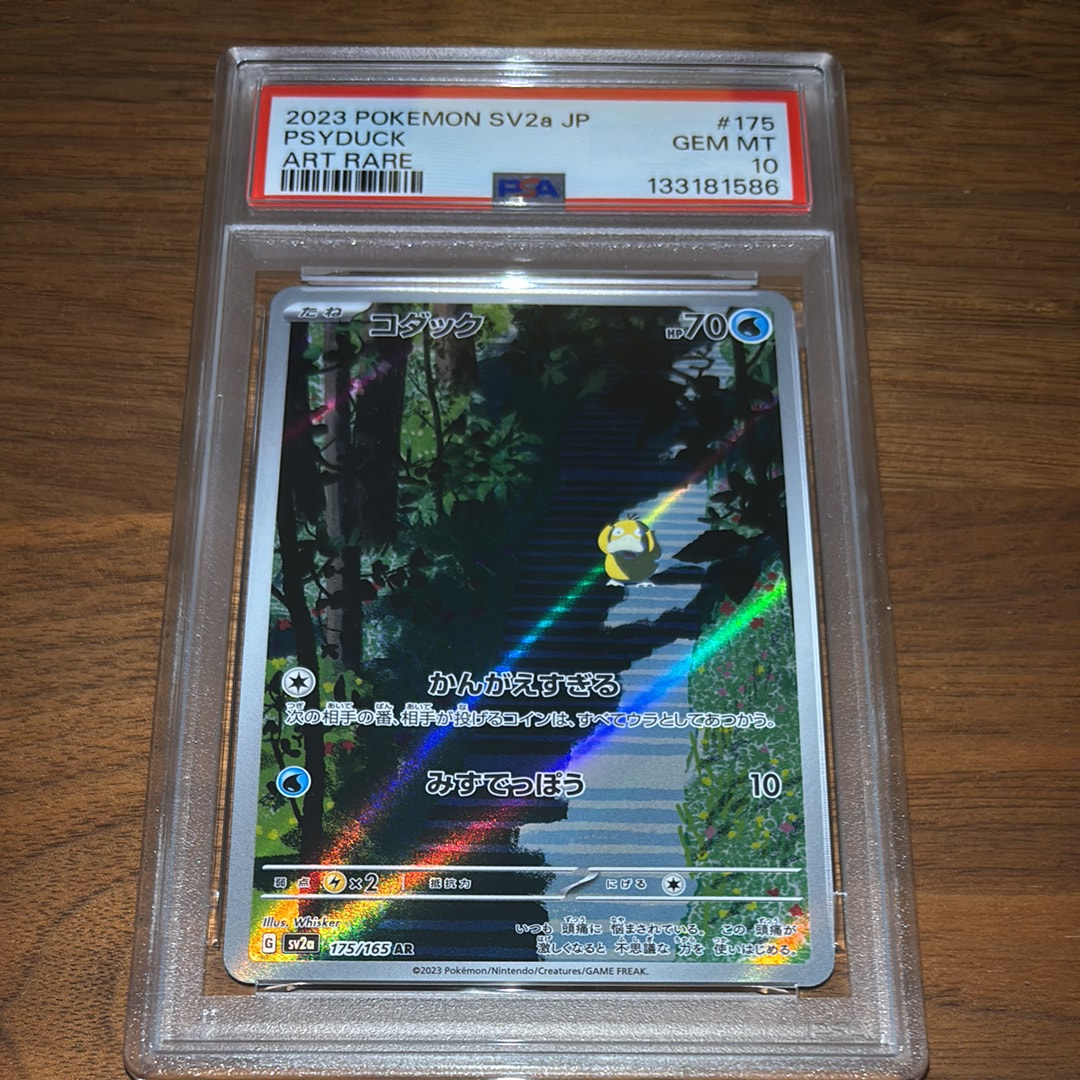 2023 POKEMON SV2a JP #175
PSYDUCK GEM MT
ART RARE 10
PSA 133181586
たね コダック HP70
かんがえすぎる
次の相手の番、相手が投げるコインは、すべてウラとしてあつかう。
みずでっぽう 10
弱点 ×2 抵抗力 にげる
Illus. Whisker
いつも 頭痛に 悩まされている。 この 頭痛が
激しくなると 不思議な 力を 使いはじめる。
G sv2a 175/165 AR
©2023 Pokémon/Nintendo/Creatures/GAME FREAK.